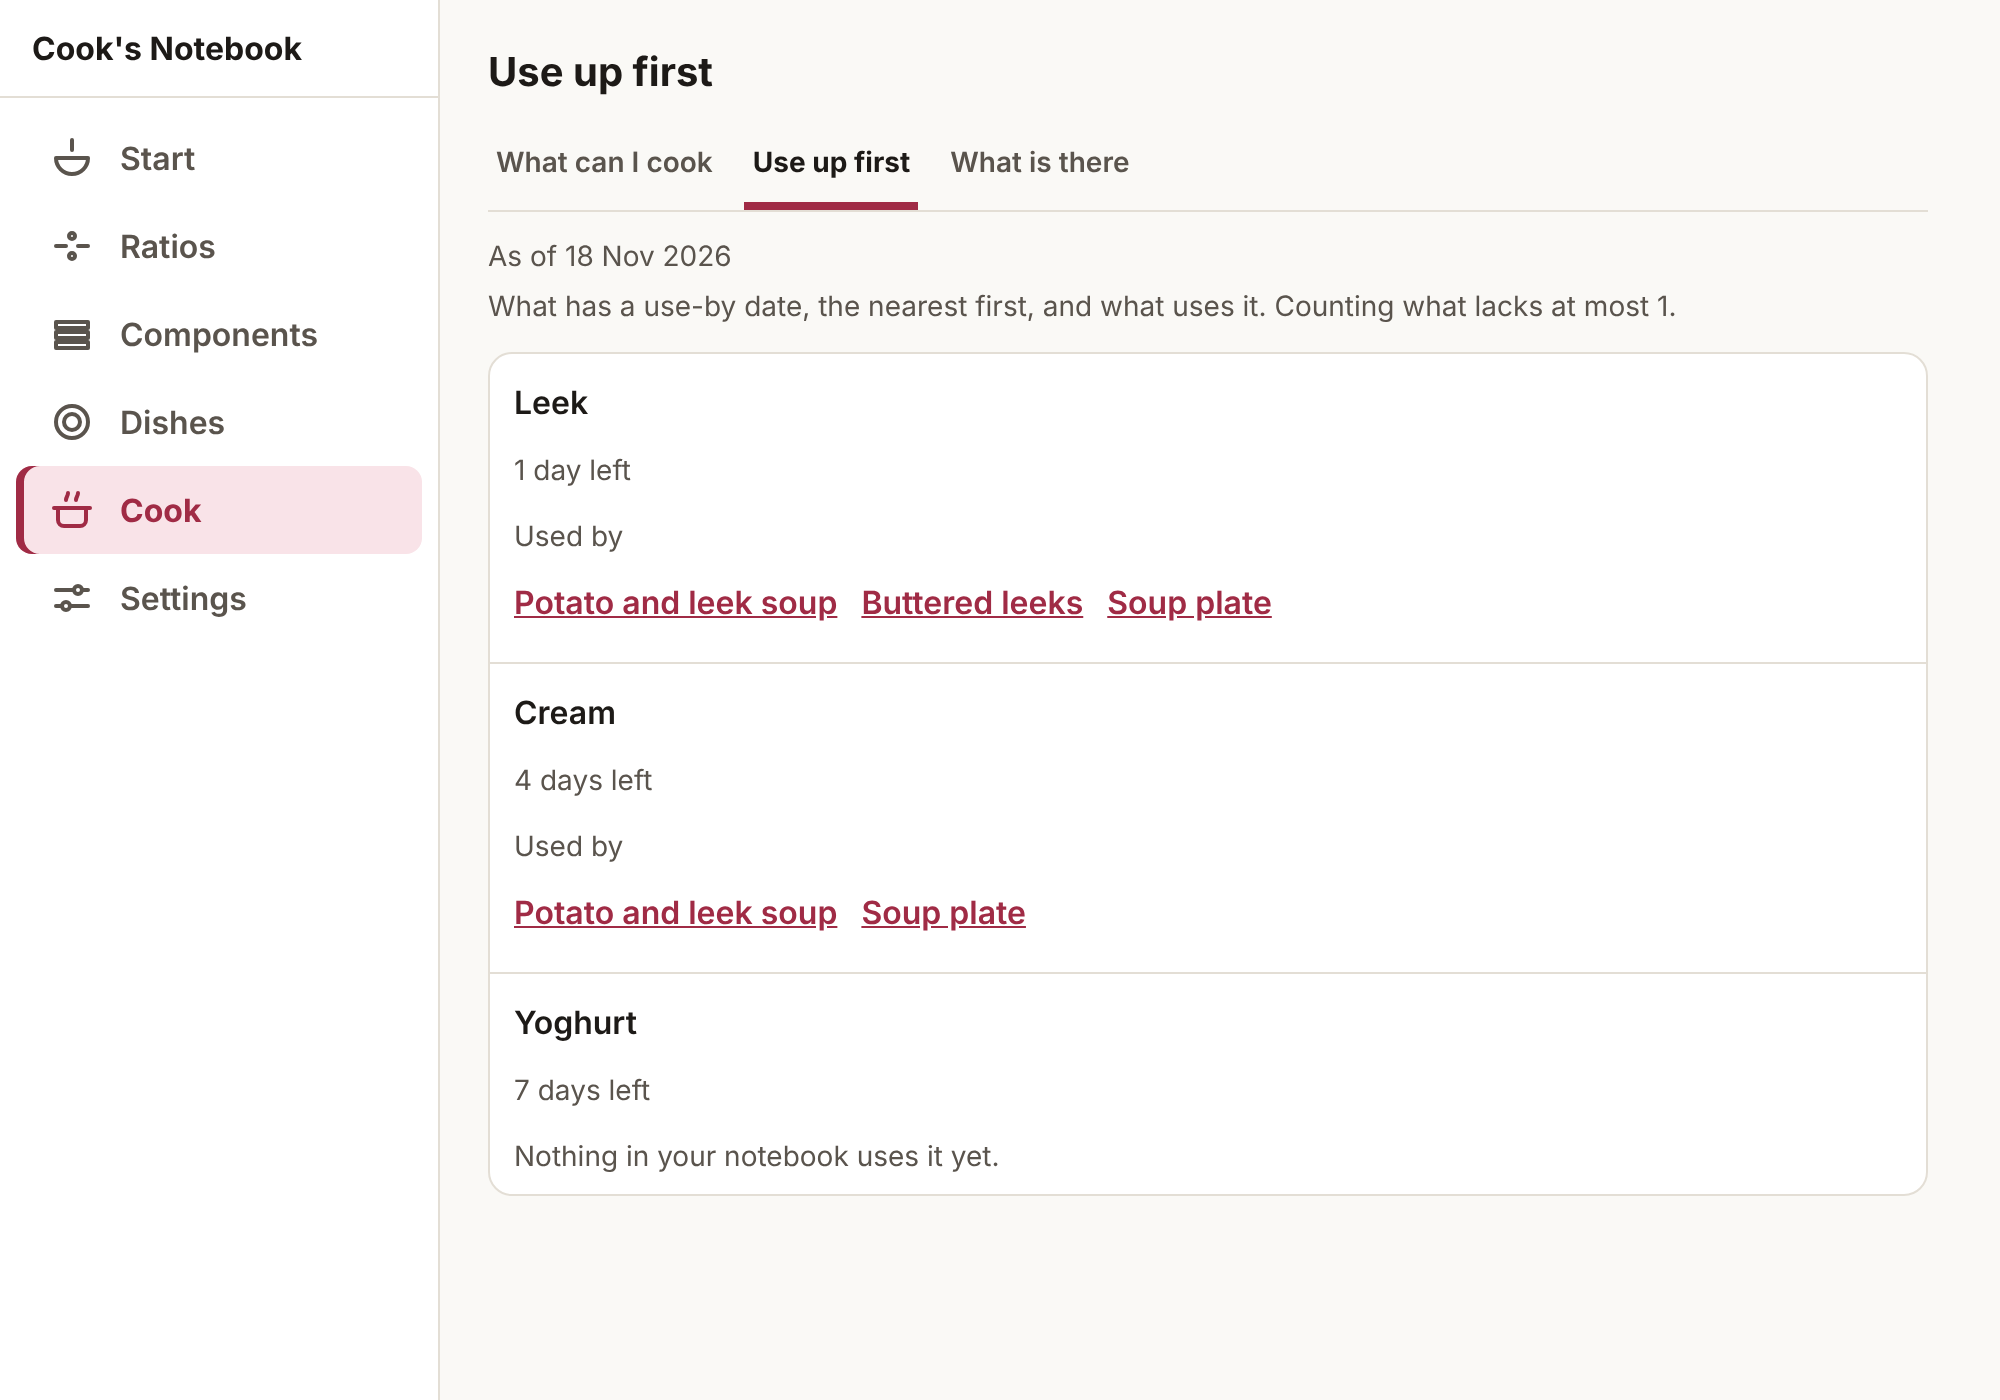 Cook's Notebook
Start
Ratios
Components
Dishes
Cook
Settings
Use up first
What can I cook
Use up first
What is there
As of 18 Nov 2026
What has a use-by date, the nearest first, and what uses it. Counting what lacks at most 1.
Leek
1 day left
Used by
Potato and leek soup Buttered leeks Soup plate
Cream
4 days left
Used by
Potato and leek soup Soup plate
Yoghurt
7 days left
Nothing in your notebook uses it yet.